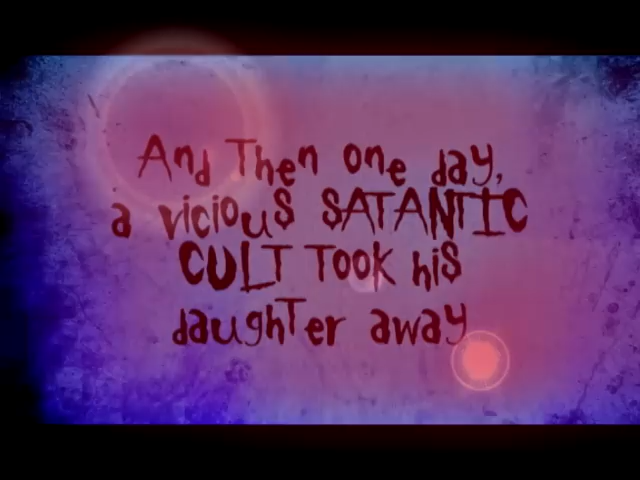 And Then one day,
a vicious SATANTIC
CULT TOOK his
daughTer away